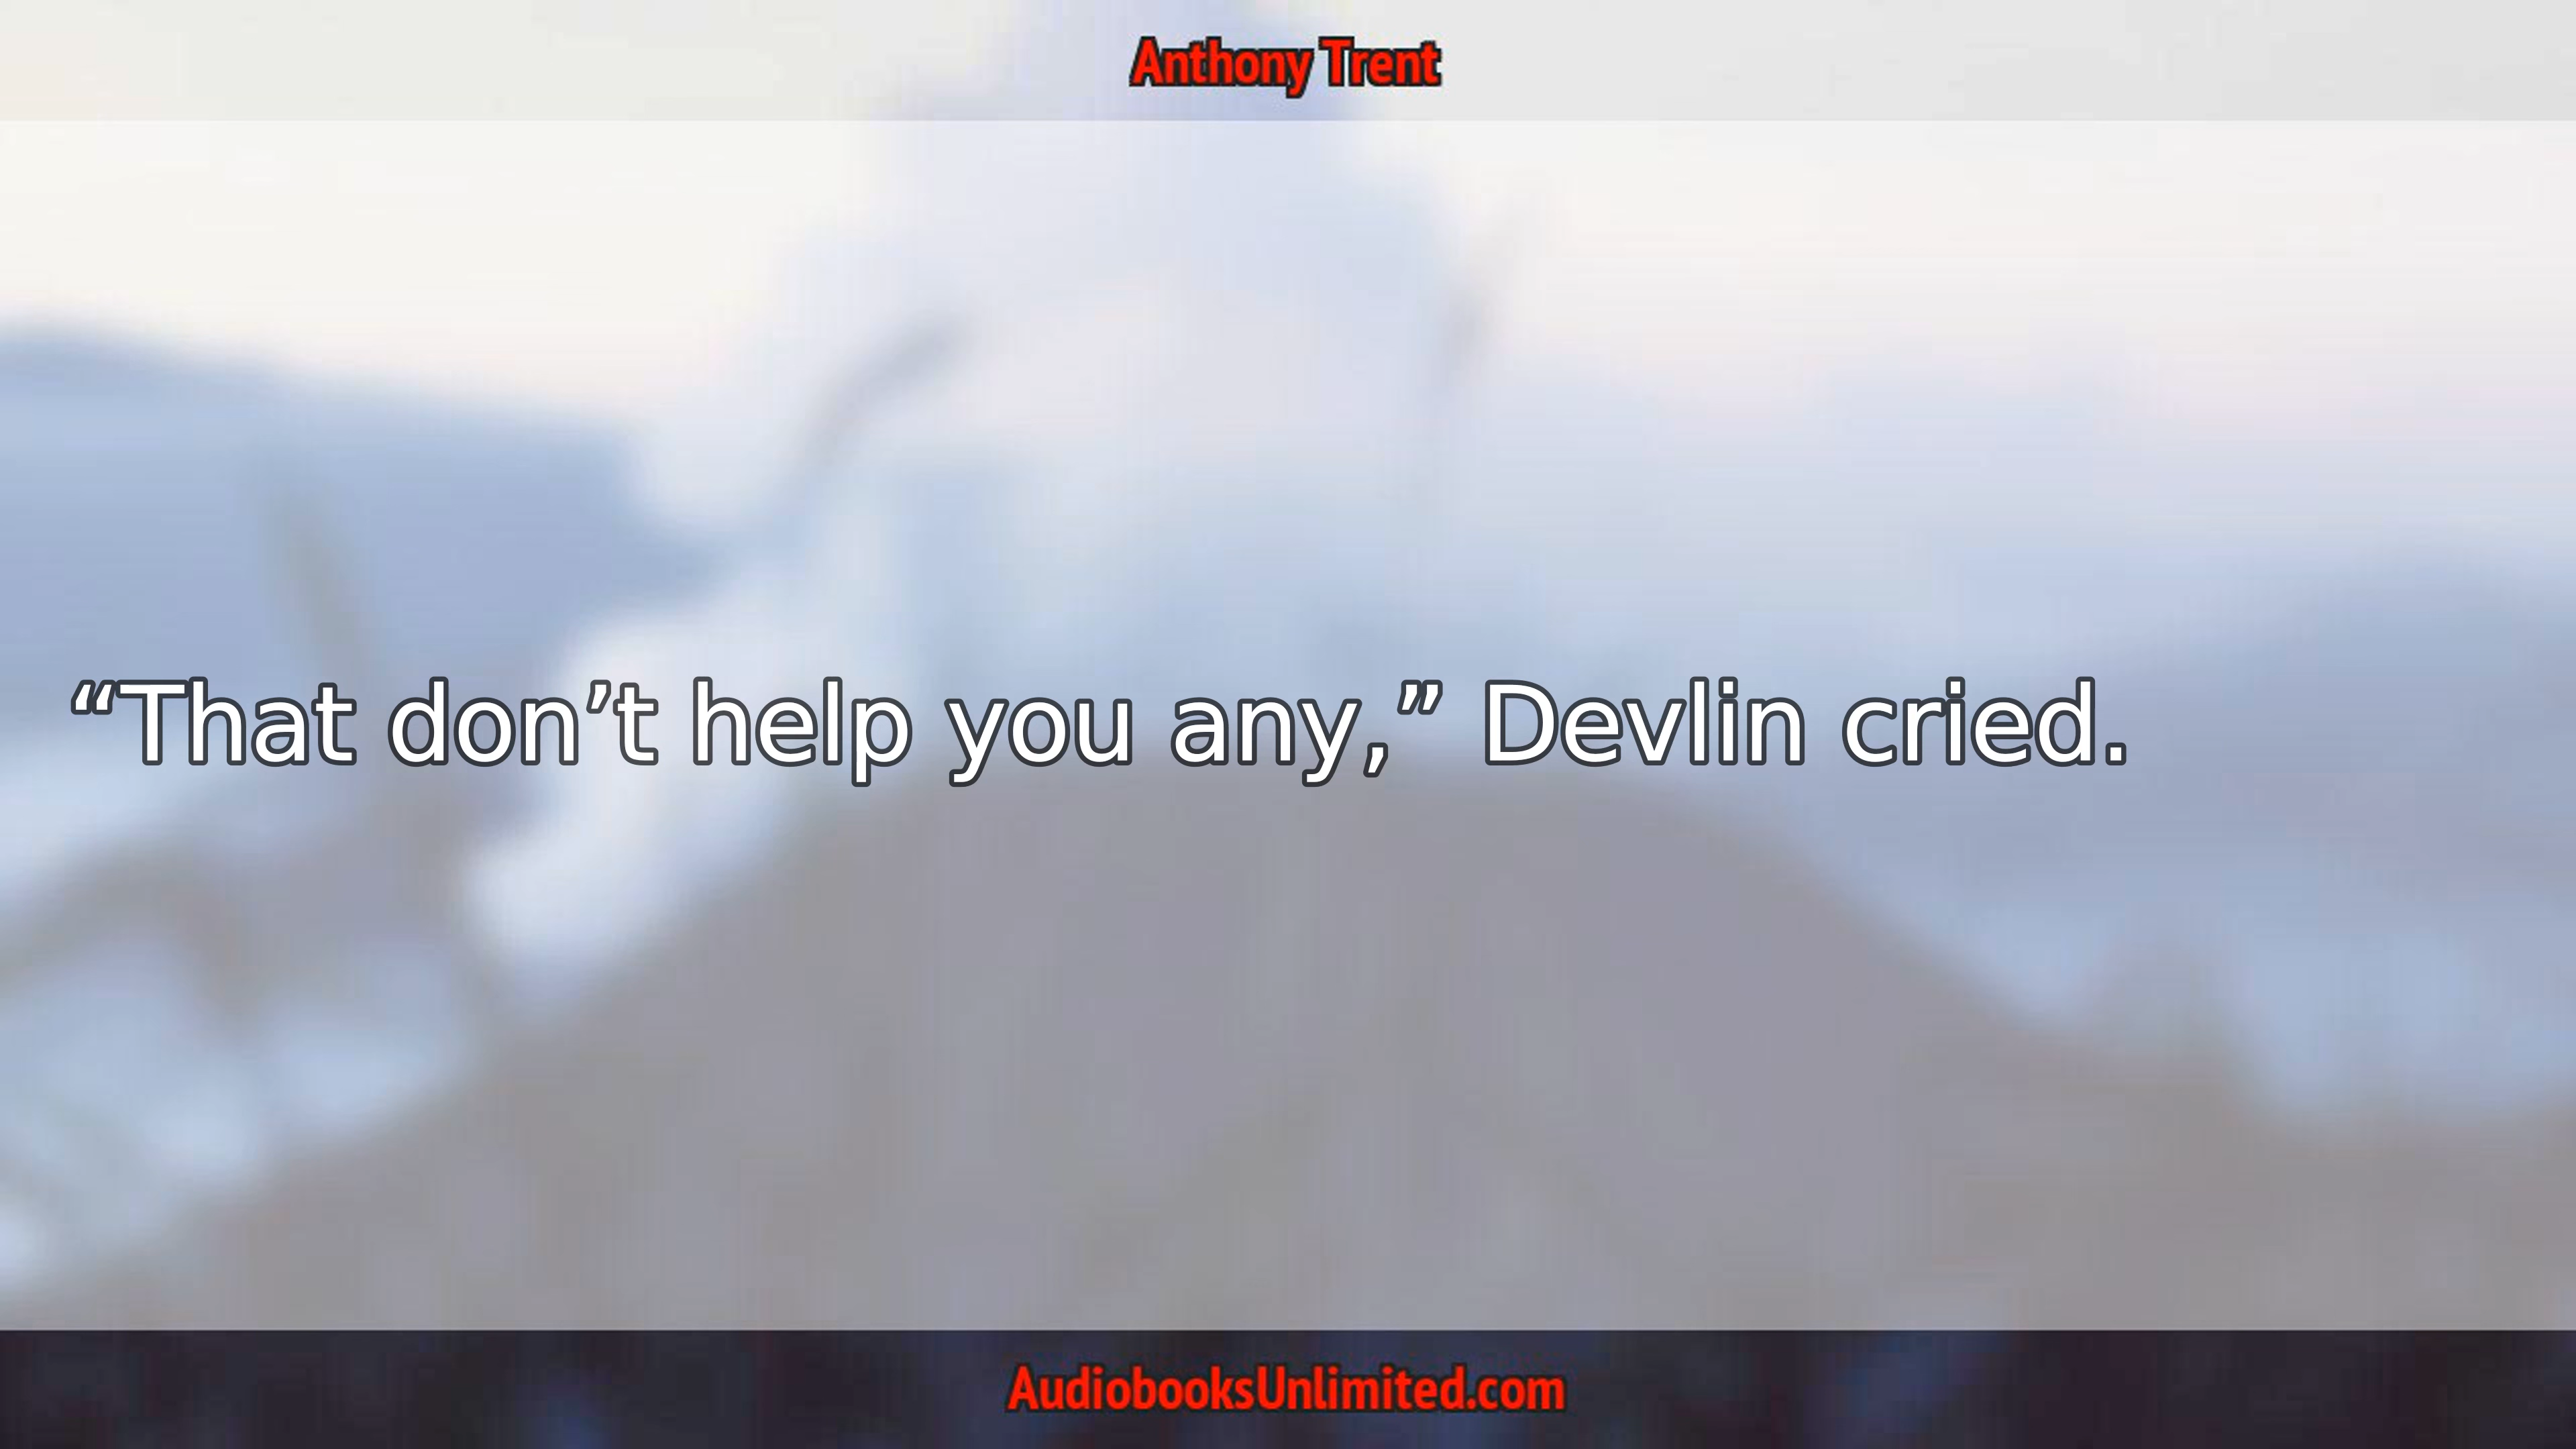 Anthony Trent
“That don’t help you any,” Devlin cried.
AudiobooksUnlimited.com